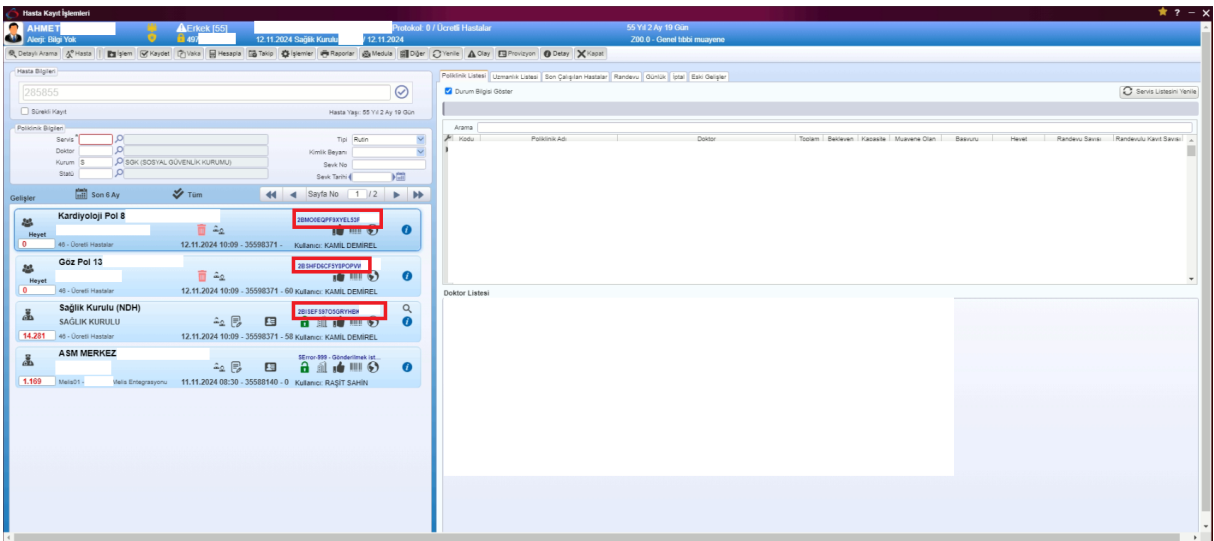 Hasta Kayıt İşlemleri
AHMET
Erkek [55]
Protokol: 0 / Ücretli Hastalar
55 Yıl 2 Ay 19 Gün
Alerji: Bilgi Yok
497
12.11.2024 Sağlık Kurulu
/ 12.11.2024
Z00.0 - Genel tıbbi muayene
Detaylı Arama Hasta İşlem Kaydet Vaka Hesapla Takip İşlemler Raporlar Medula Diğer Yenile Olay Provizyon Detay Kapat
Hasta Bilgileri
285855
Sürekli Kayıt
Hasta Yaşı: 55 Yıl 2 Ay 19 Gün
Poliklinik Bilgileri
Servis *
Tipi Rutin
Doktor
Kimlik Beyanı
Kurum S SGK (SOSYAL GÜVENLİK KURUMU)
Sevk No
Statü
Sevk Tarihi
Gelişler
Son 6 Ay
Tüm
Sayfa No 1 / 2
Kardiyoloji Pol 8
Heyet
0
46 - Ücretli Hastalar
12.11.2024 10:09 - 35598371 -
Kullanıcı: KAMİL DEMİREL
Göz Pol 13
Heyet
0
46 - Ücretli Hastalar
12.11.2024 10:09 - 35598371 - 60
Kullanıcı: KAMİL DEMİREL
Sağlik Kurulu (NDH)
SAĞLIK KURULU
14.281
46 - Ücretli Hastalar
12.11.2024 10:09 - 35598371 - 58
Kullanıcı: KAMİL DEMİREL
ASM MERKEZ
SError-999 - Gönderilmek ist...
1.169
Melis01 -
Melis Entegrasyonu
11.11.2024 08:30 - 35588140 - 0
Kullanıcı: RAŞİT SAHİN
Poliklinik Listesi Uzmanlık Listesi Son Çalışılan Hastalar Randevu Günlük İptal Eski Gelişler
Durum Bilgisi Göster
Servis Listesini Yenile
Arama
Kodu Poliklinik Adı Doktor Toplam Bekleyen Kapasite Muayene Olan Başvuru Heyet Randevu Sayısı Randevulu Kayıt Sayısı
Doktor Listesi